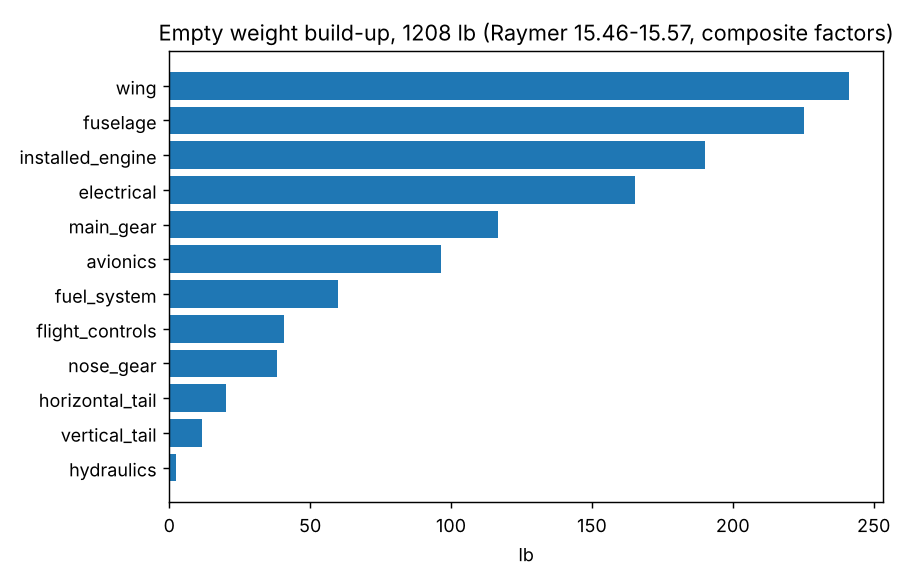 Empty weight build-up, 1208 lb (Raymer 15.46-15.57, composite factors)
wing
fuselage
installed_engine
electrical
main_gear
avionics
fuel_system
flight_controls
nose_gear
horizontal_tail
vertical_tail
hydraulics
0 50 100 150 200 250
lb